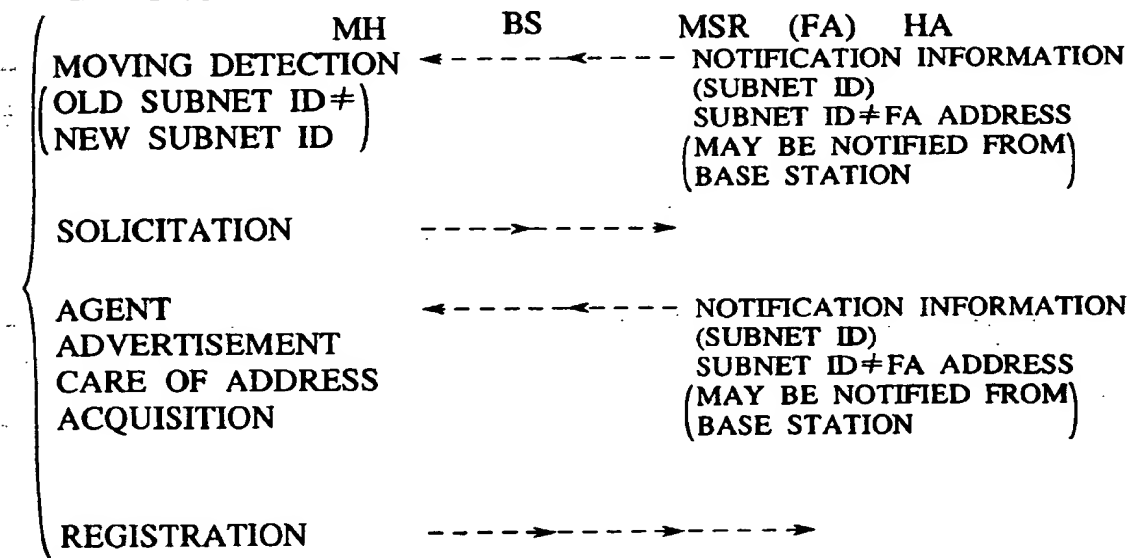 MH BS MSR (FA) HA
MOVING DETECTION
(OLD SUBNET ID≠
NEW SUBNET ID)
NOTIFICATION INFORMATION
(SUBNET ID)
SUBNET ID≠FA ADDRESS
(MAY BE NOTIFIED FROM
BASE STATION)
SOLICITATION
AGENT
ADVERTISEMENT
CARE OF ADDRESS
ACQUISITION
NOTIFICATION INFORMATION
(SUBNET ID)
SUBNET ID≠FA ADDRESS
(MAY BE NOTIFIED FROM
BASE STATION)
REGISTRATION